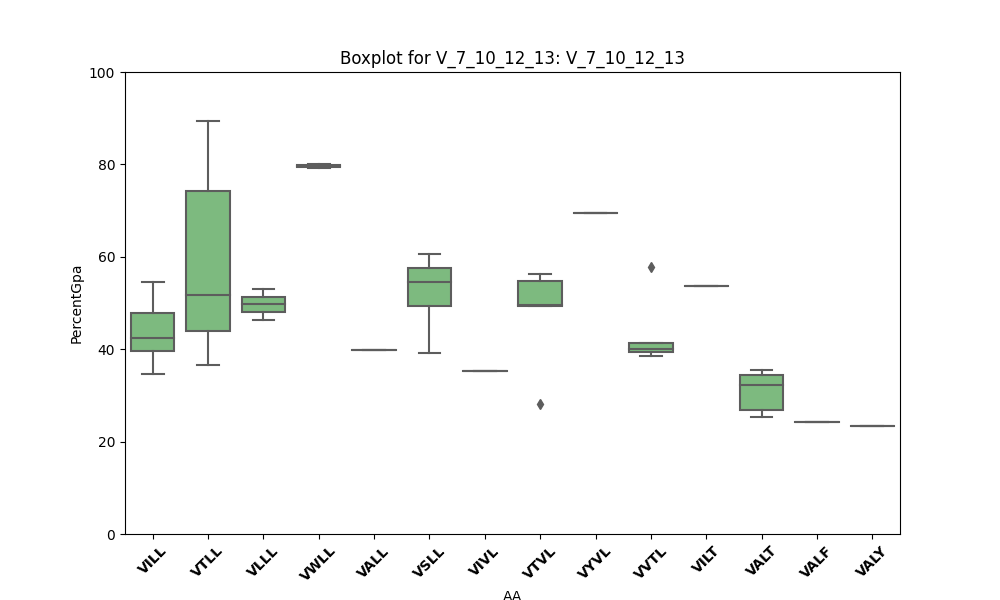 Boxplot for V_7_10_12_13: V_7_10_12_13
100
80
60
40
20
0
PercentGpa
VILL
VTLL
VLLL
VWLL
VALL
VSLL
VIVL
VTVL
VYVL
VVTL
VILT
VALT
VALF
VALY
AA